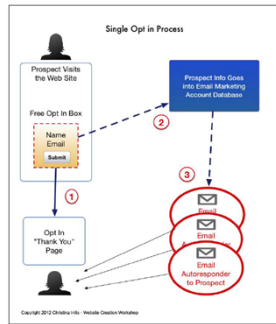 Single Opt in Process
Prospect Visits
the Web Site
Free Opt In Box
Name
Email
Submit
Prospect Info Goes
into Email Marketing
Account Database
2
1
3
Opt In
"Thank You"
Page
Email
Email
Email
Autoresponder
to Prospect
Copyright 2012 Christina Hills - Website Creation Workshop